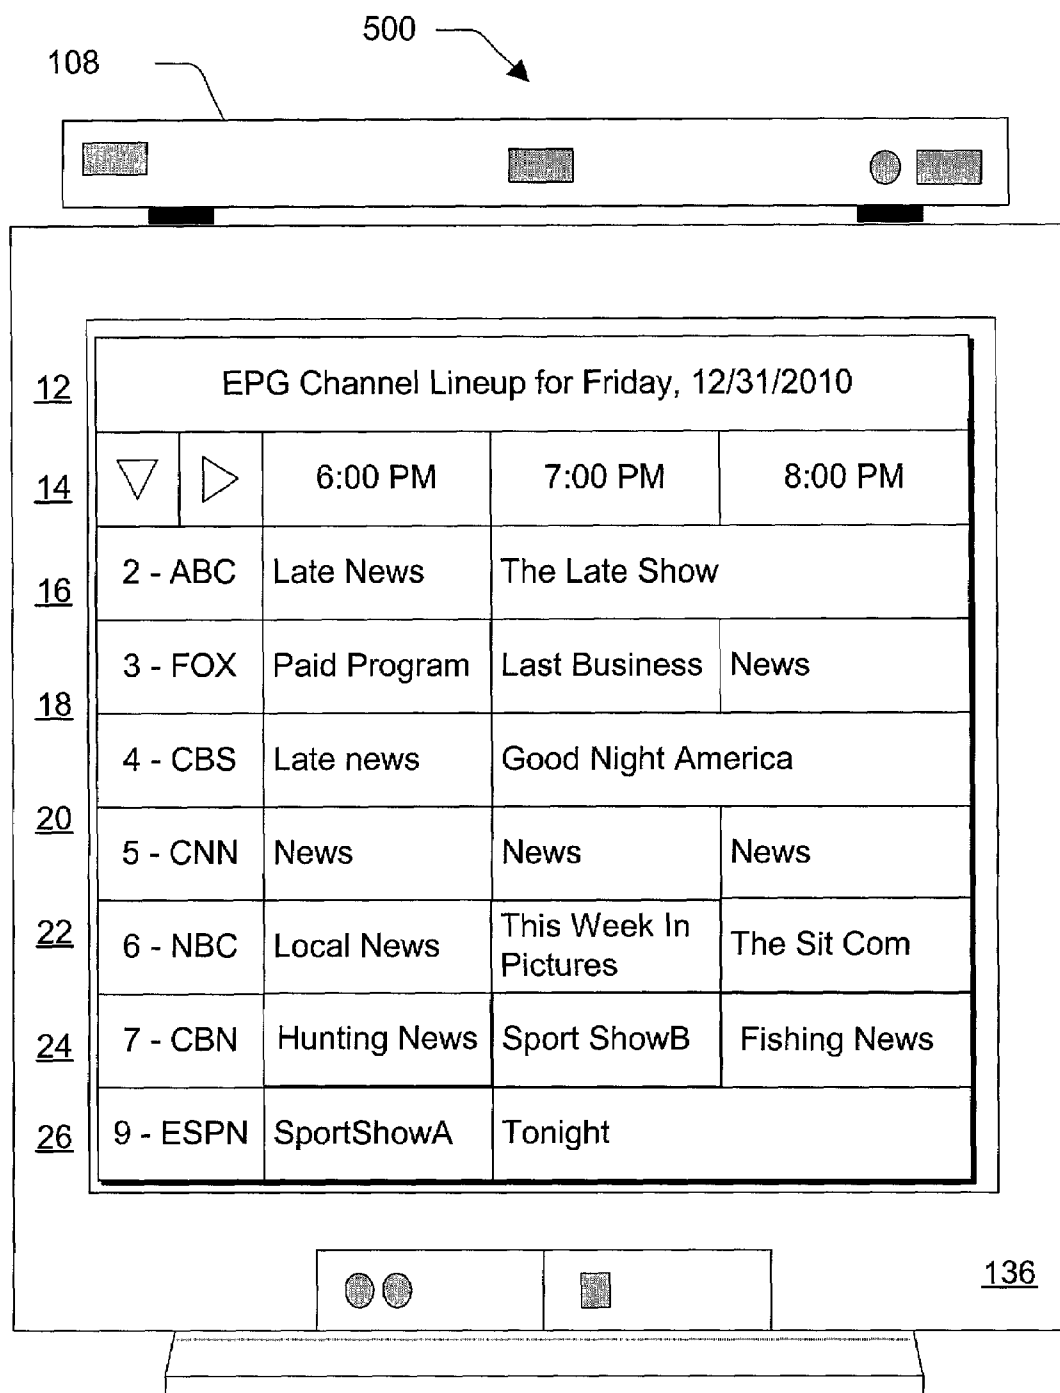 500
108
12 EPG Channel Lineup for Friday, 12/31/2010
14 6:00 PM 7:00 PM 8:00 PM
2 - ABC Late News The Late Show
16
3 - FOX Paid Program Last Business News
18
4 - CBS Late news Good Night America
20
5 - CNN News News News
22 6 - NBC Local News This Week In Pictures The Sit Com
24 7 - CBN Hunting News Sport ShowB Fishing News
26 9 - ESPN SportShowA Tonight
136